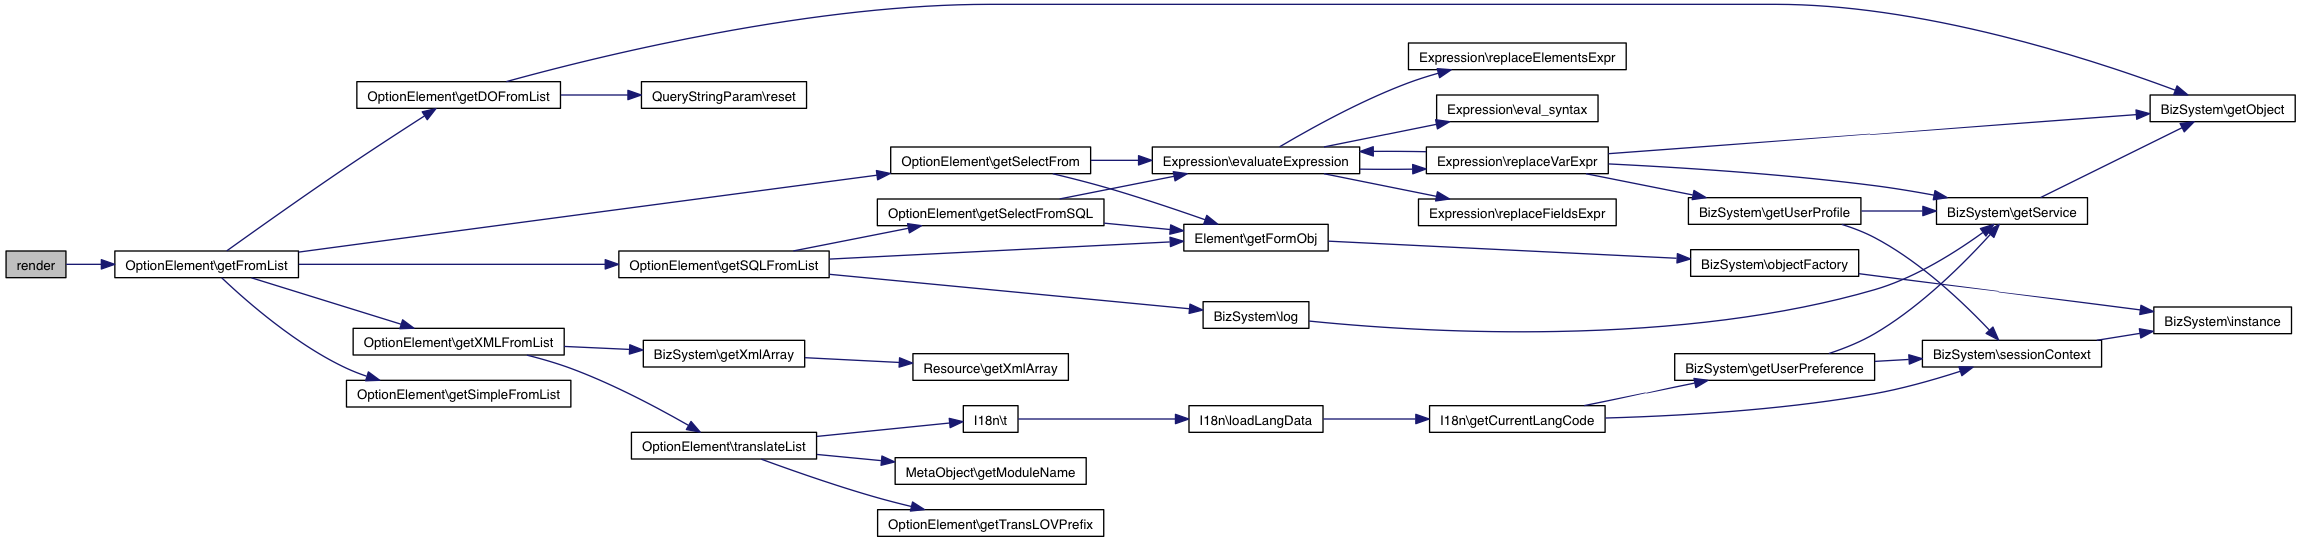 render
OptionElement\getFromList
OptionElement\getDOFromList
QueryStringParam\reset
OptionElement\getSelectFrom
OptionElement\getSelectFromSQL
OptionElement\getSQLFromList
OptionElement\getXMLFromList
OptionElement\getSimpleFromList
BizSystem\getXmlArray
Resource\getXmlArray
OptionElement\translateList
I18n\t
MetaObject\getModuleName
OptionElement\getTransLOVPrefix
Expression\evaluateExpression
Element\getFormObj
BizSystem\log
I18n\loadLangData
Expression\replaceElementsExpr
Expression\eval_syntax
Expression\replaceVarExpr
Expression\replaceFieldsExpr
I18n\getCurrentLangCode
BizSystem\getUserProfile
BizSystem\objectFactory
BizSystem\getUserPreference
BizSystem\getService
BizSystem\sessionContext
BizSystem\getObject
BizSystem\instance